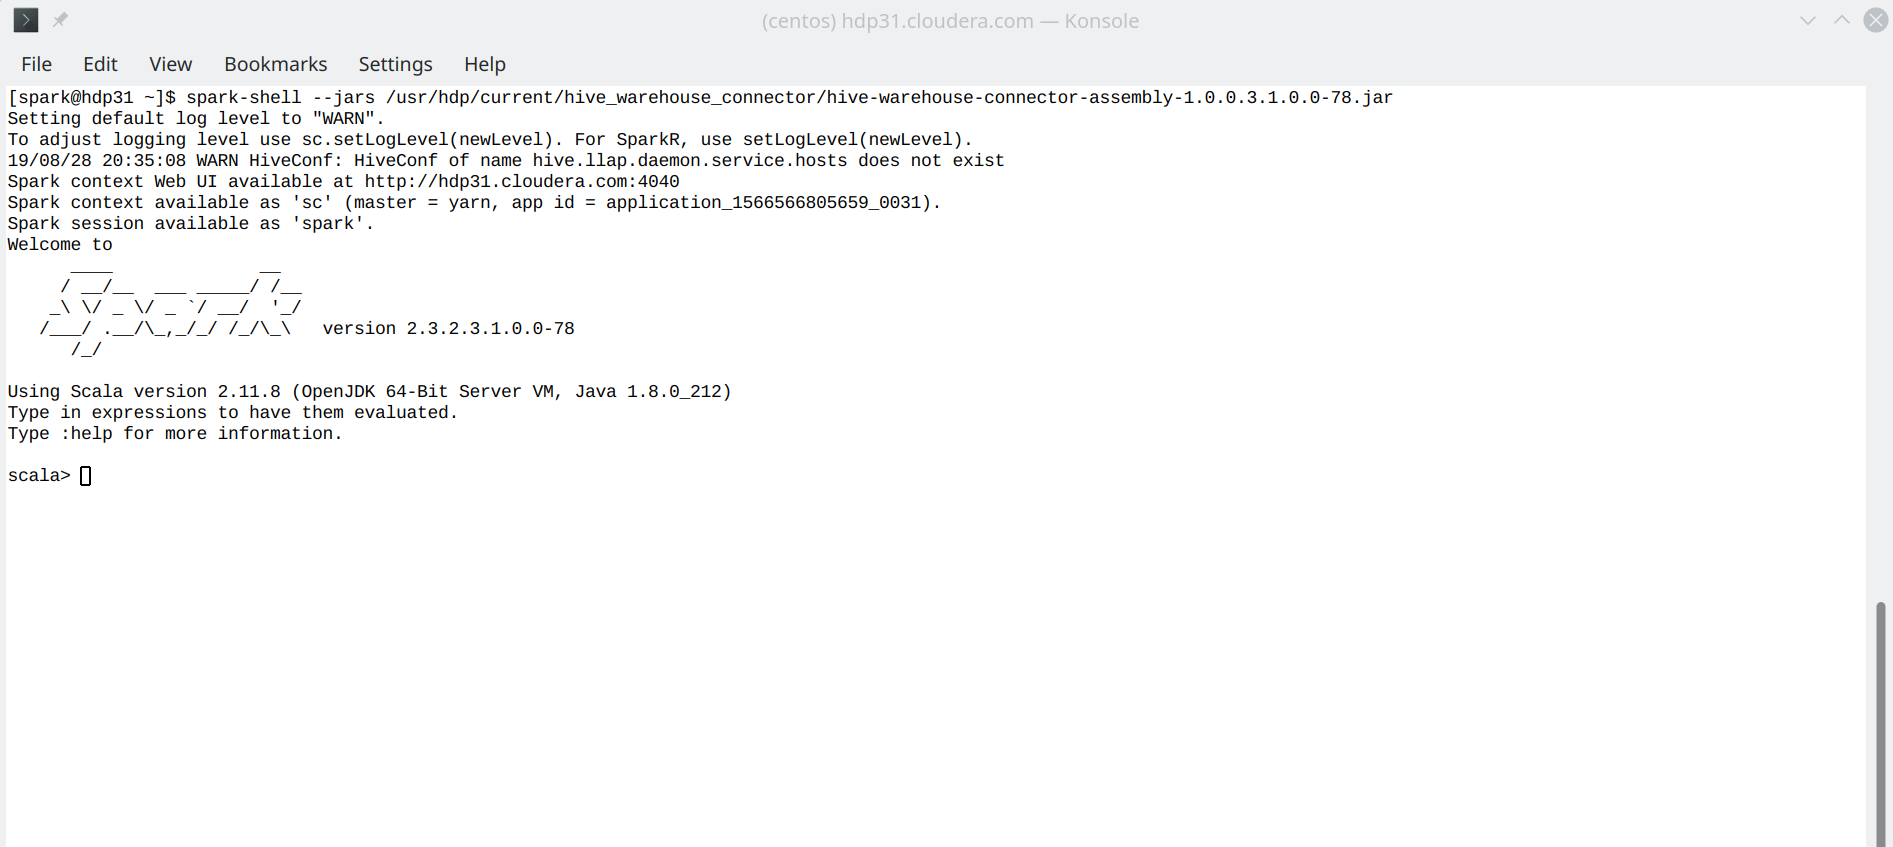 (centos) hdp31.cloudera.com — Konsole
File Edit View Bookmarks Settings Help
[spark@hdp31 ~]$ spark-shell --jars /usr/hdp/current/hive_warehouse_connector/hive-warehouse-connector-assembly-1.0.0.3.1.0.0-78.jar
Setting default log level to "WARN".
To adjust logging level use sc.setLogLevel(newLevel). For SparkR, use setLogLevel(newLevel).
19/08/28 20:35:08 WARN HiveConf: HiveConf of name hive.llap.daemon.service.hosts does not exist
Spark context Web UI available at http://hdp31.cloudera.com:4040
Spark context available as 'sc' (master = yarn, app id = application_1566566805659_0031).
Spark session available as 'spark'.
Welcome to
      ____              __
     / __/__  ___ _____/ /__
    _\ \/ _ \/ _ `/ __/  '_/
   /___/ .__/\_,_/_/ /_/\_\   version 2.3.2.3.1.0.0-78
      /_/
Using Scala version 2.11.8 (OpenJDK 64-Bit Server VM, Java 1.8.0_212)
Type in expressions to have them evaluated.
Type :help for more information.
scala>